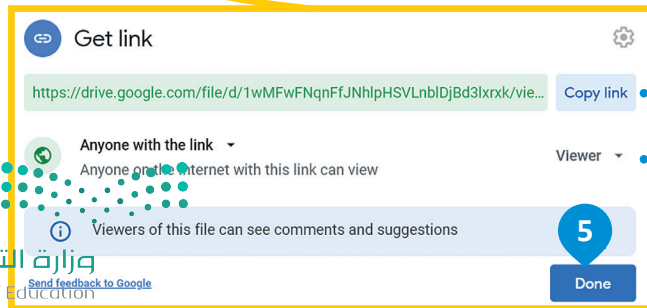 Get link
https://drive.google.com/file/d/1wMFwFNqnFfJNhlpHSVLnblDjBd3lxrxk/vie... Copy link
Anyone with the link
Anyone on the internet with this link can view
Viewer
Viewers of this file can see comments and suggestions
5
وزارة
Send feedback to Google
Education
Done